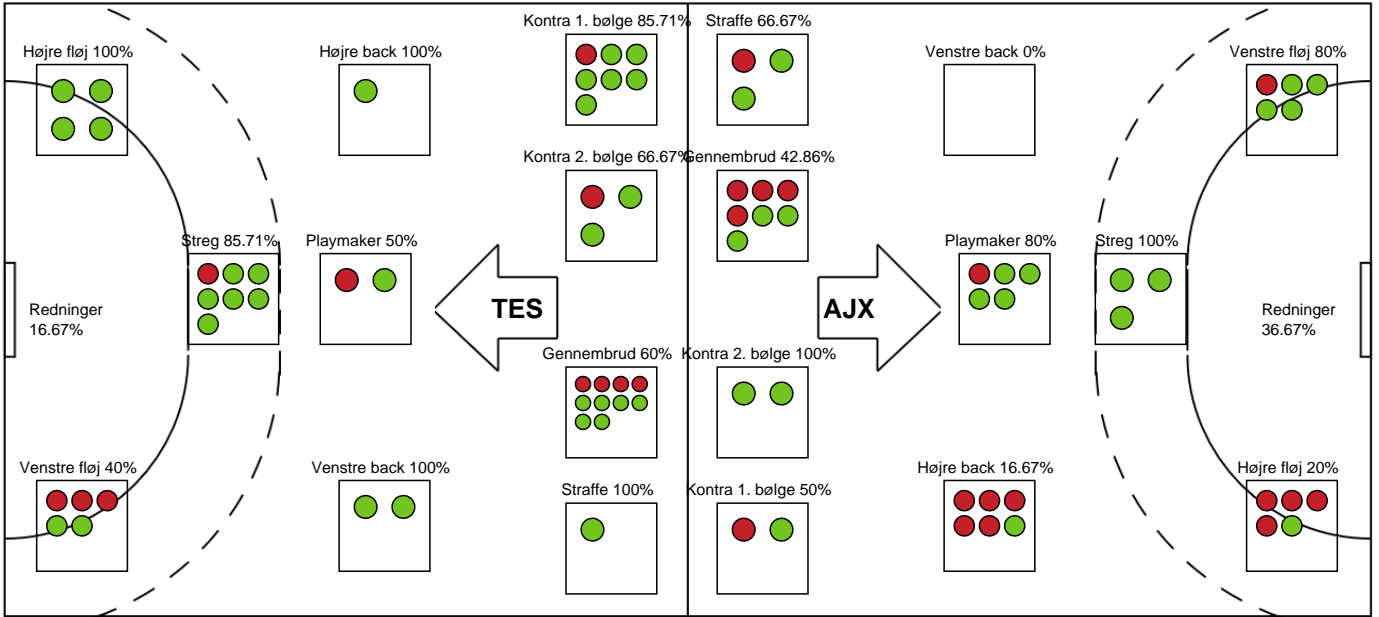 Kontra 1. bølge 85.71%
Straffe 66.67%
Højre fløj 100%
Højre back 100%
Venstre back 0%
Venstre fløj 80%
Kontra 2. bølge 66.67%
Gennembrud 42.86%
Streg 85.71%
Playmaker 50%
Playmaker 80%
Streg 100%
TES
AJX
Redninger
16.67%
Redninger
36.67%
Gennembrud 60%
Kontra 2. bølge 100%
Venstre fløj 40%
Venstre back 100%
Straffe 100%
Kontra 1. bølge 50%
Højre back 16.67%
Højre fløj 20%